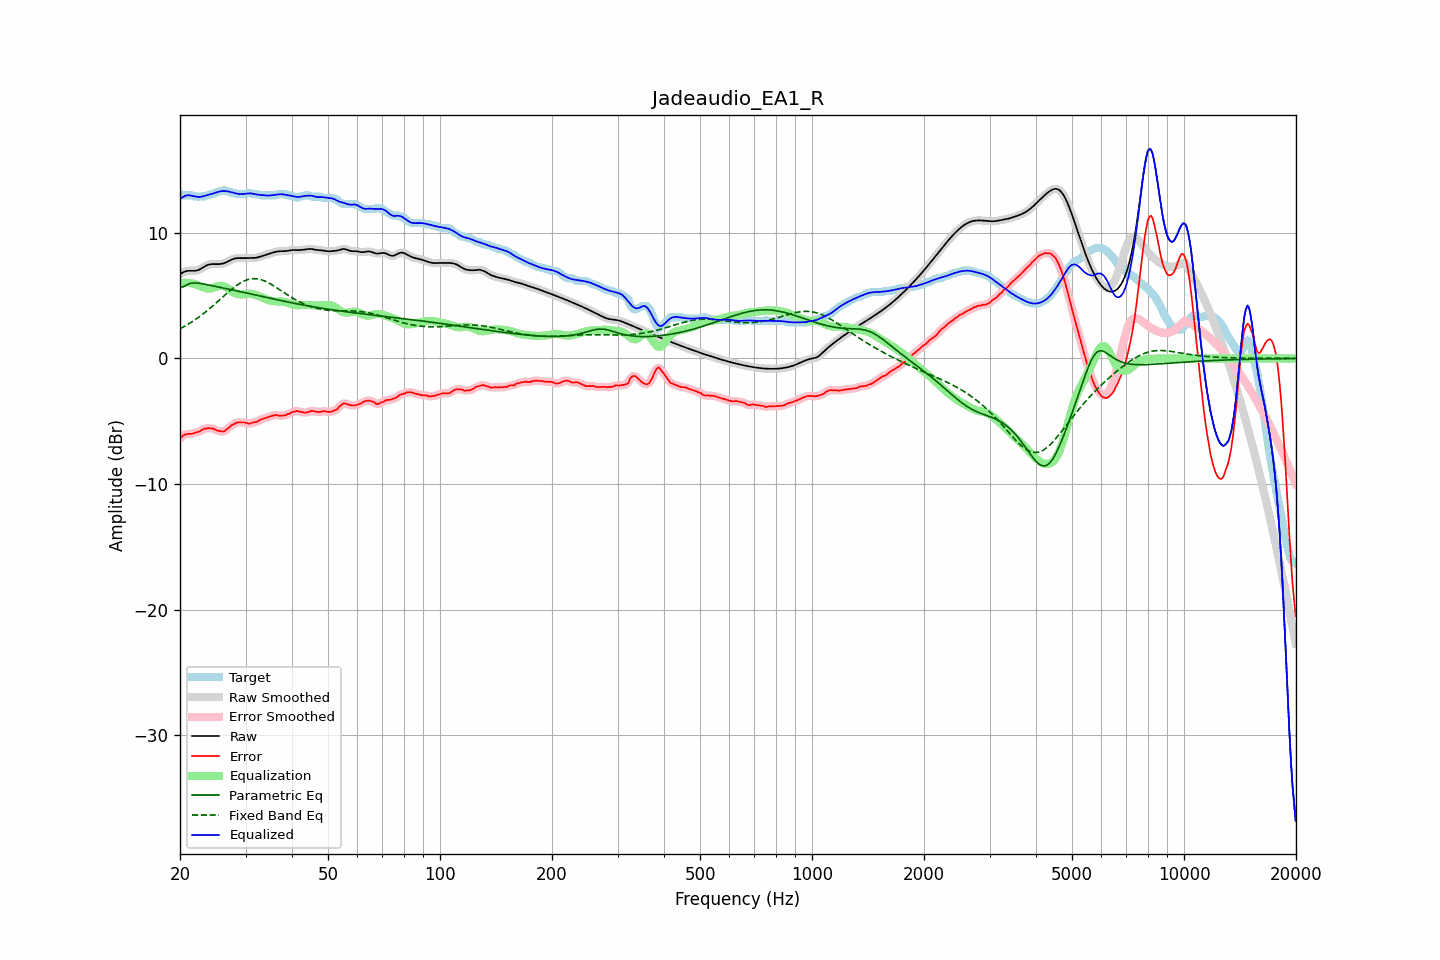 Jadeaudio_EA1_R
Amplitude (dBr)
10
0
−10
−20
−30
Target
Raw Smoothed
Error Smoothed
Raw
Error
Equalization
Parametric Eq
Fixed Band Eq
Equalized
20 50 100 200 500 1000 2000 5000 10000 20000
Frequency (Hz)